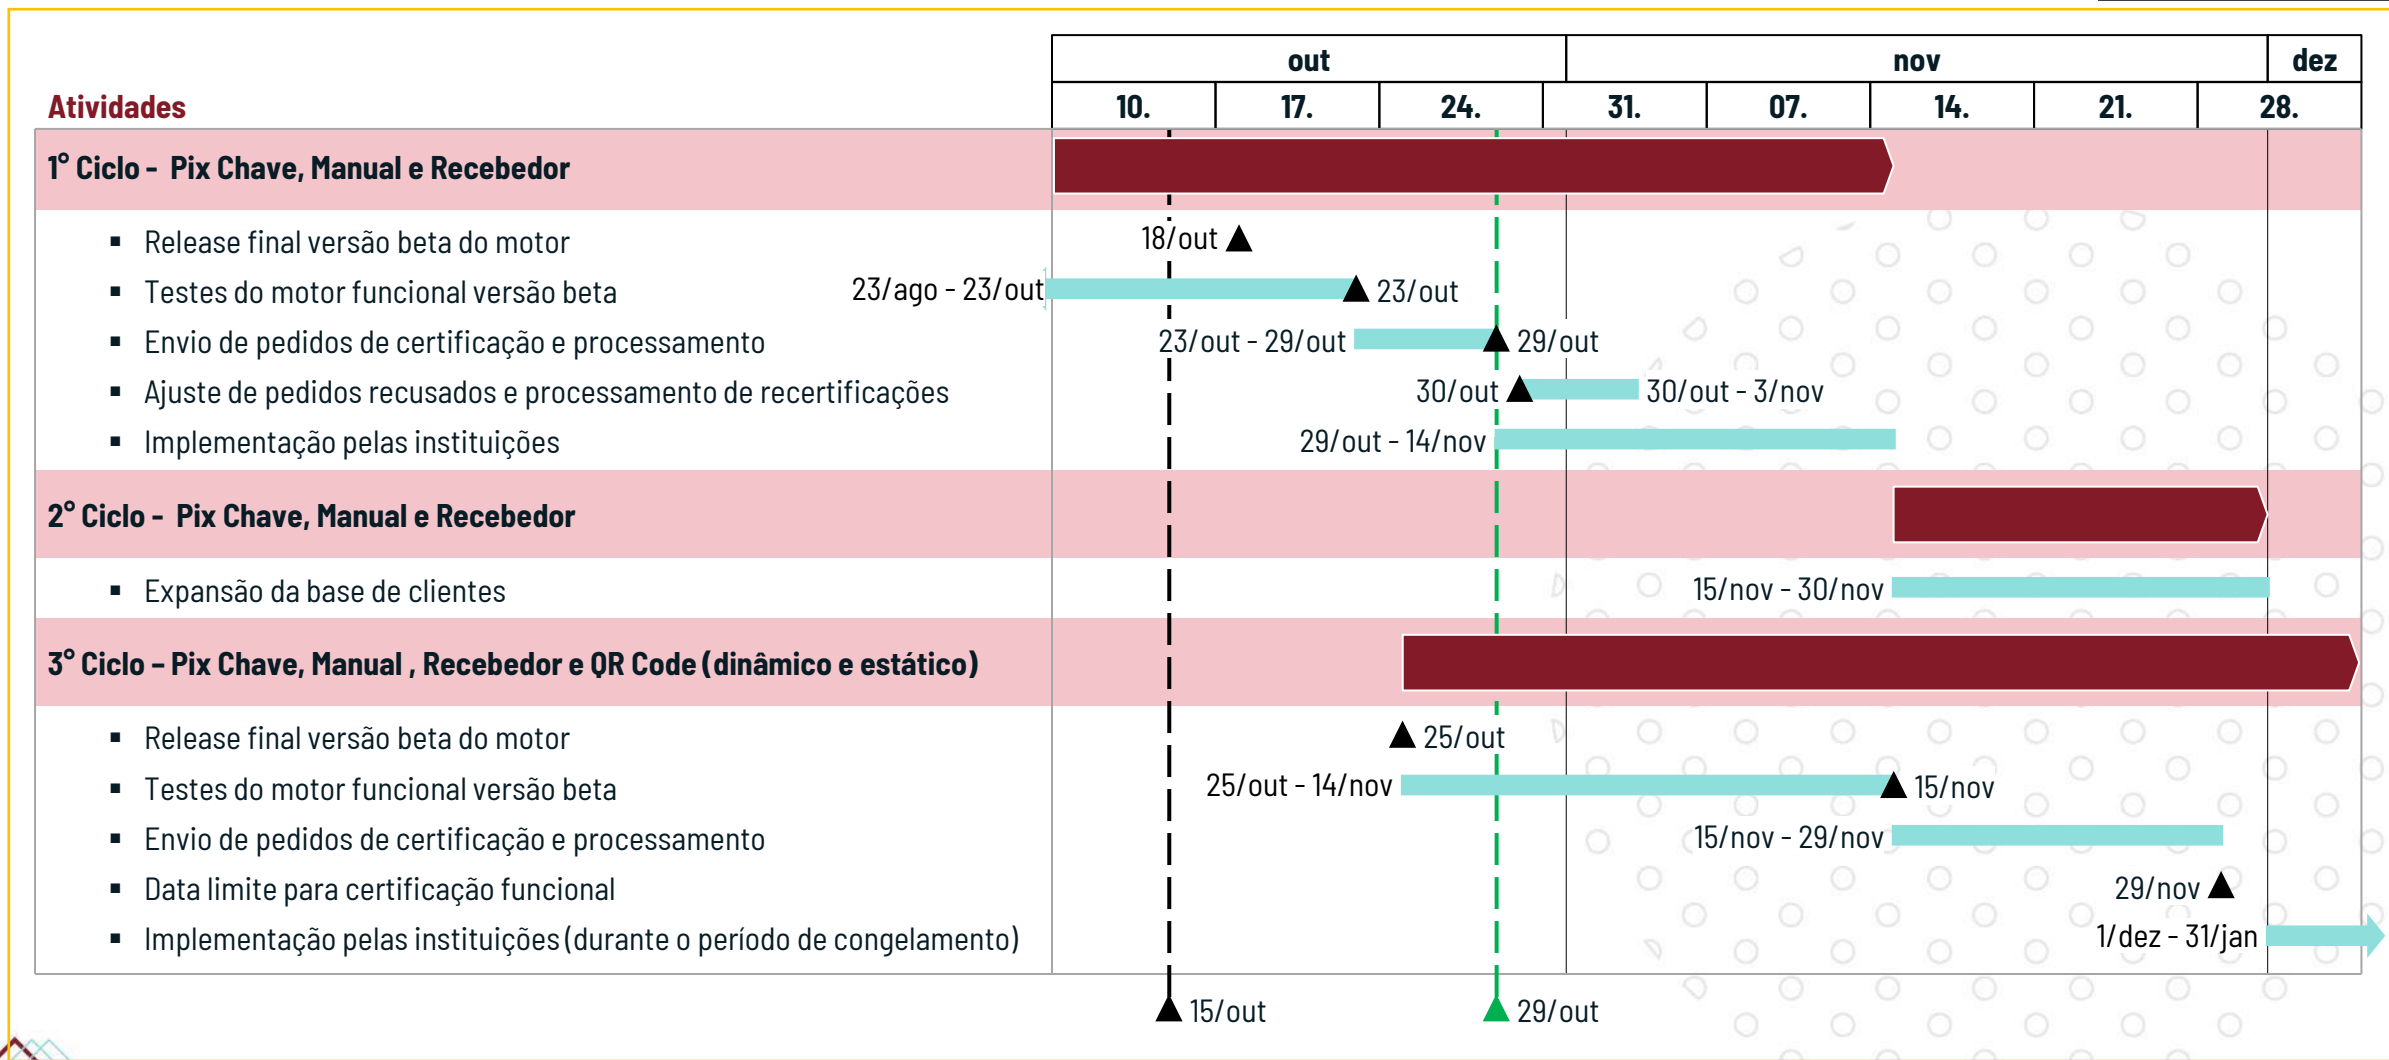 out nov dez
Atividades 10. 17. 24. 31. 07. 14. 21. 28.
1° Ciclo - Pix Chave, Manual e Recebedor
▪ Release final versão beta do motor 18/out
▪ Testes do motor funcional versão beta 23/ago - 23/out 23/out
▪ Envio de pedidos de certificação e processamento 23/out - 29/out 29/out
▪ Ajuste de pedidos recusados e processamento de recertificações 30/out 30/out - 3/nov
▪ Implementação pelas instituições 29/out - 14/nov
2° Ciclo - Pix Chave, Manual e Recebedor
▪ Expansão da base de clientes 15/nov - 30/nov
3° Ciclo – Pix Chave, Manual , Recebedor e QR Code (dinâmico e estático)
▪ Release final versão beta do motor 25/out
▪ Testes do motor funcional versão beta 25/out - 14/nov 15/nov
▪ Envio de pedidos de certificação e processamento 15/nov - 29/nov
▪ Data limite para certificação funcional 29/nov
▪ Implementação pelas instituições (durante o período de congelamento) 1/dez - 31/jan
15/out 29/out